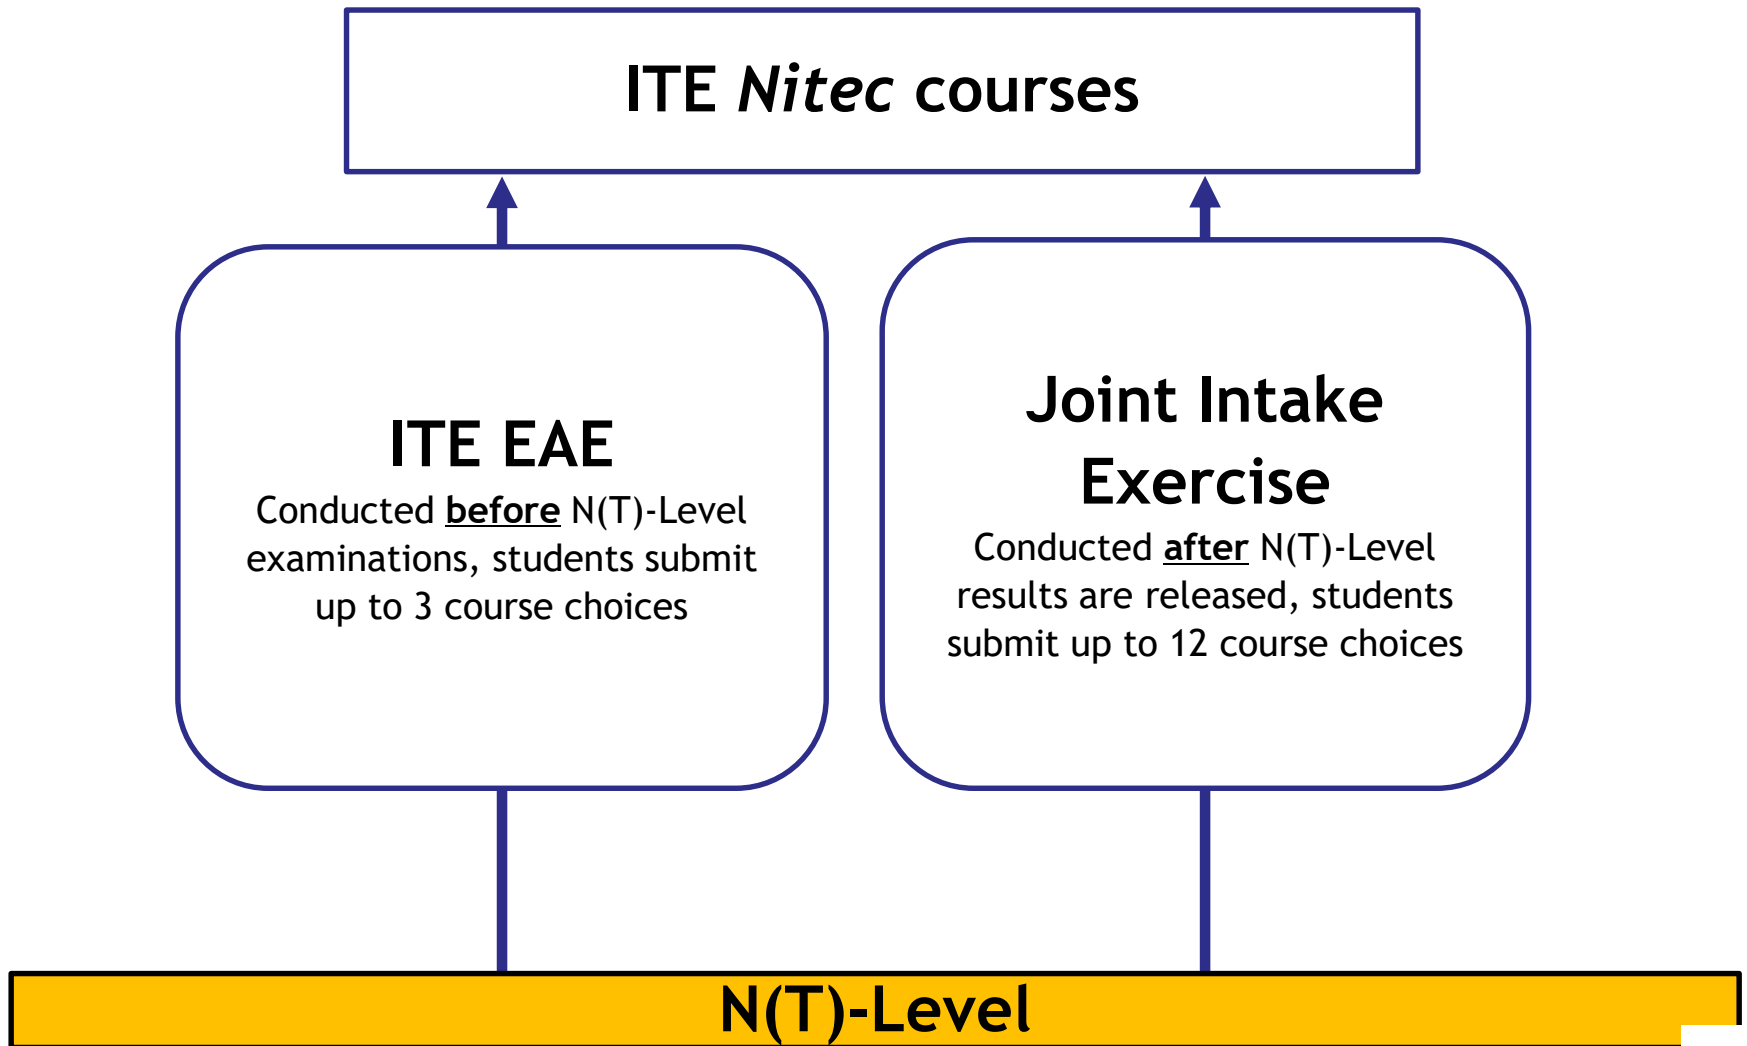 ITE Nitec courses
ITE EAE
Conducted before N(T)-Level
examinations, students submit
up to 3 course choices
Joint Intake
Exercise
Conducted after N(T)-Level
results are released, students
submit up to 12 course choices
N(T)-Level